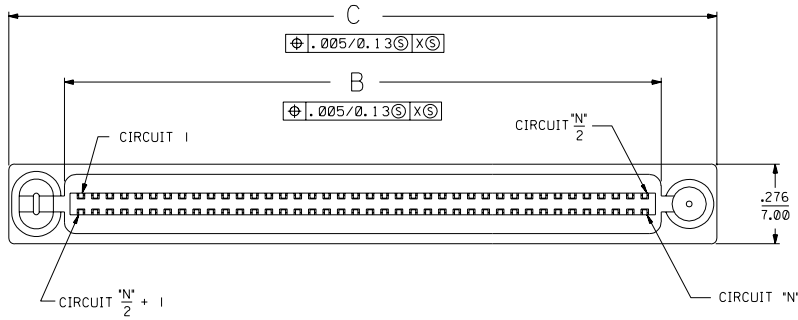 C
⌖ .005/0.13Ⓢ XⓈ
B
⌖ .005/0.13Ⓢ XⓈ
CIRCUIT 1
CIRCUIT "N"/2
.276
7.00
CIRCUIT "N"/2 + 1
CIRCUIT "N"